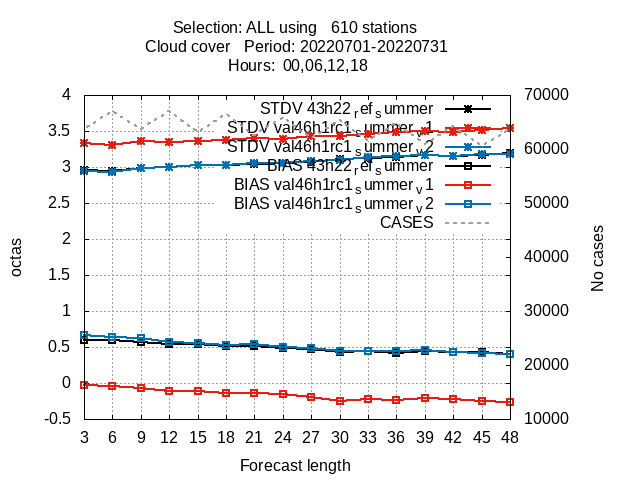 Selection: ALL using   610 stations
Cloud cover   Period: 20220701-20220731
Hours:  00,06,12,18
4
3.5
3
2.5
2
1.5
1
0.5
0
-0.5
octas
STDV 43h22_ref_summer
STDV val46h1rc1_summer_v1
STDV val46h1rc1_summer_v2
BIAS 43h22_ref_summer
BIAS val46h1rc1_summer_v1
BIAS val46h1rc1_summer_v2
CASES
70000
60000
50000
40000
30000
20000
10000
No cases
3 6 9 12 15 18 21 24 27 30 33 36 39 42 45 48
Forecast length